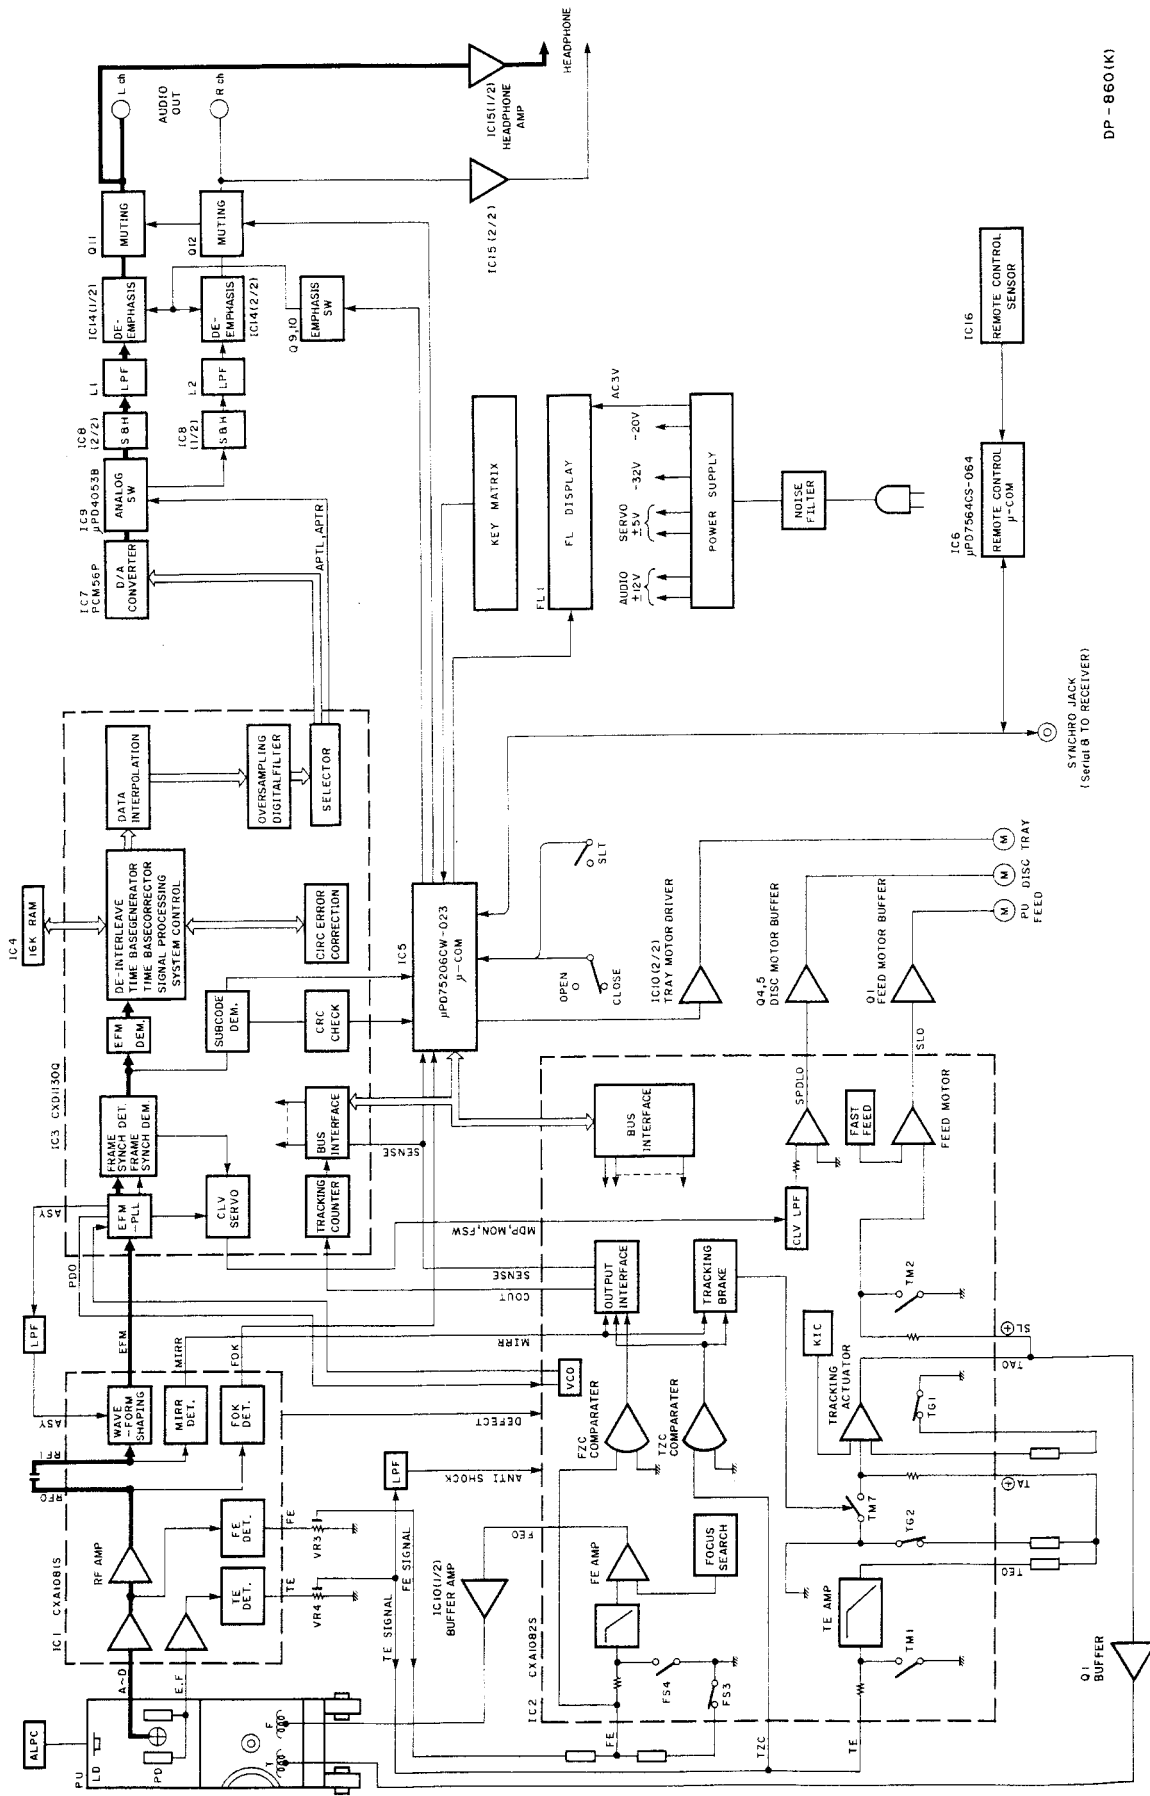 ALPC
PU
LD
PD
T
F
A~D
E.F
IC1 CXA1081S
RF AMP
RFO
RFI
WAVE
-FORM
SHAPING
MIRR
DET.
FOK
DET.
FE
DET.
TE
DET.
FE
TE
VR3
VR4
ASY
LPF
ASY
EFM
MIRR
FOK
PDO
DEFECT
VCO
LPF
ANTI SHOCK
TE SIGNAL
FE SIGNAL
IC10(1/2)
BUFFER AMP
IC3 CXD1130Q
EFM
-PLL
FRAME
SYNCH DET.
FRAME
SYNCH DEM.
CLV
SERVO
EFM
DEM.
SUBCODE
DEM.
CRC
CHECK
TRACKING
COUNTER
BUS
INTERFACE
SENSE
IC4
16K RAM
DE-INTERLEAVE
TIME BASEGENERATOR
TIME BASECORRECTOR
SIGNAL PROCESSING
SYSTEM CONTROL
CIRC ERROR
CORRECTION
DATA
INTERPOLATION
OVERSAMPLING
DIGITALFILTER
SELECTOR
APTL, APTR
IC7
PCM56P
D/A
CONVERTER
IC9
μPD4053B
ANALOG
SW
IC8
(2/2)
S&H
IC8
(1/2)
S&H
L1
LPF
L2
LPF
IC14(1/2)
DE-
EMPHASIS
DE-
EMPHASIS
IC14(2/2)
Q9,10
EMPHASIS
SW
Q11
MUTING
Q12
MUTING
L ch
AUDIO
OUT
R ch
IC15(1/2)
HEADPHONE
AMP
IC15(2/2)
HEADPHONE
IC5
μPD75206CW-023
μ-COM
OPEN
CLOSE
SLT
KEY MATRIX
FL1
FL DISPLAY
AC3V
-20V
-32V
SERVO
±5V
AUDIO
±12V
POWER SUPPLY
NOISE
FILTER
IC16
REMOTE CONTROL
SENSOR
IC6
μPD7564CS-064
REMOTE CONTROL
μ-COM
SYNCHRO JACK
(Serial B TO RECEIVER)
IC10(2/2)
TRAY MOTOR DRIVER
Q4,5
DISC MOTOR BUFFER
Q1
FEED MOTOR BUFFER
M
TRAY
M
DISC
M
PU
FEED
IC2 CXA1082S
FE
FS4
FS3
FE AMP
FEO
FOCUS
SEARCH
FZC
COMPARATER
TZC
COMPARATER
TZC
TE
OUTPUT
INTERFACE
TRACKING
BRAKE
MIRR
COUT
SENSE
MDP,MON,FSW
BUS
INTERFACE
CLV LPF
SPDLO
FAST
FEED
FEED MOTOR
SLO
TE AMP
TM1
TG2
TM7
TEO
TA⊕
TRACKING
ACTUATOR
KIC
TG1
TAO
SL⊕
TM2
Q1
BUFFER
DP-860(K)